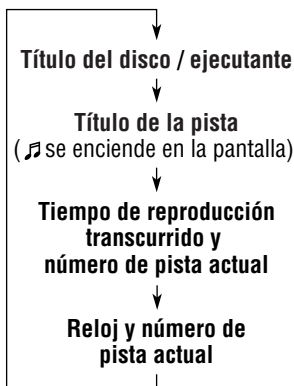 Título del disco / ejecutante
Título de la pista
(♫ se enciende en la pantalla)
Tiempo de reproducción
transcurrido y
número de pista actual
Reloj y número de
pista actual